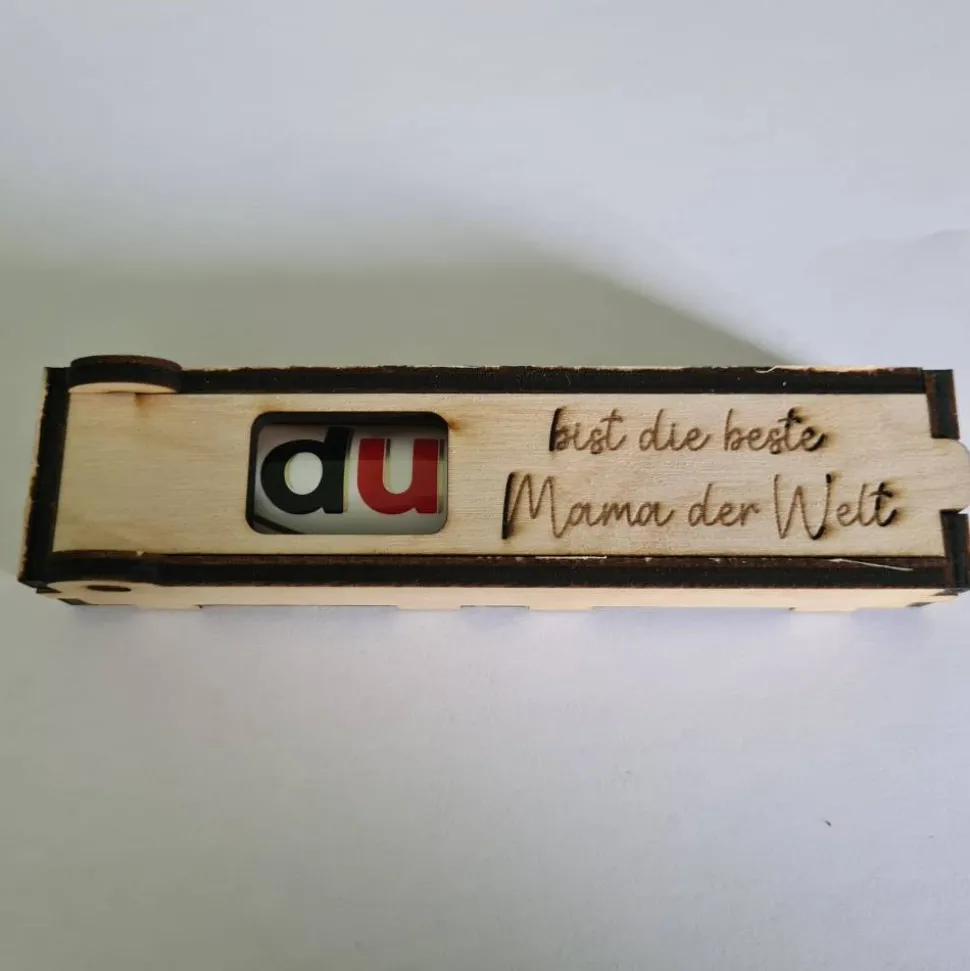 du
bist die beste
Mama der Welt